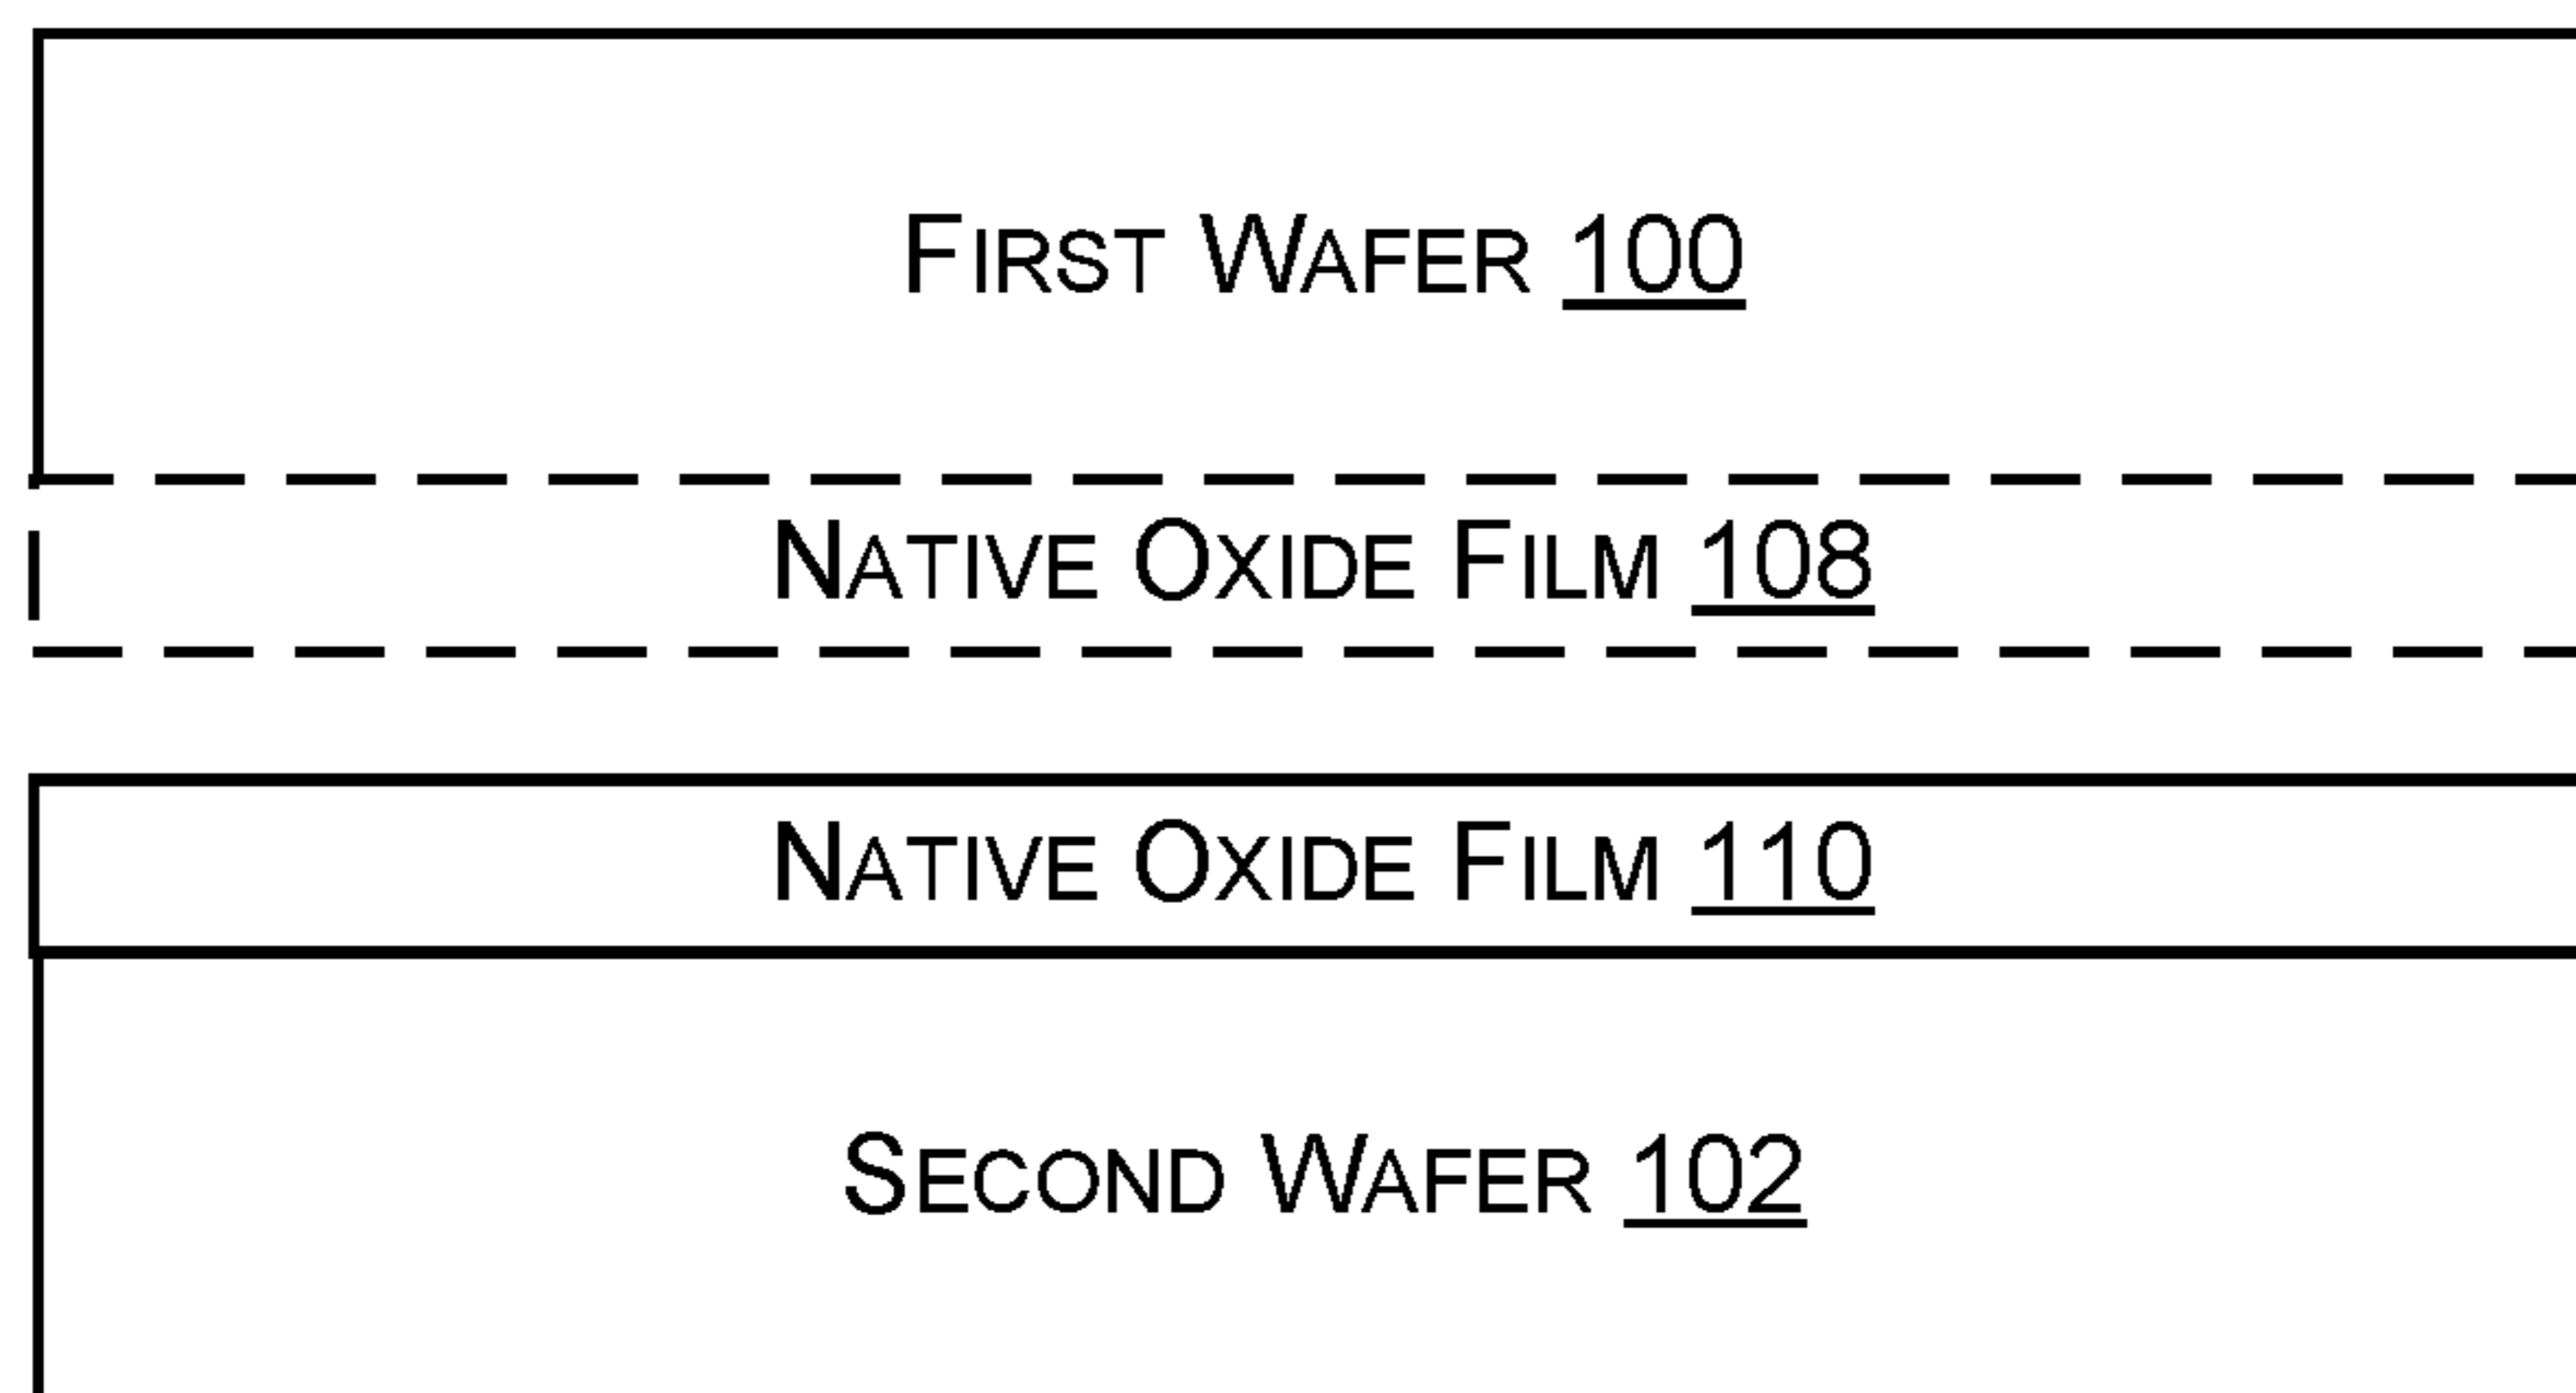 First Wafer 100
Native Oxide Film 108
Native Oxide Film 110
Second Wafer 102